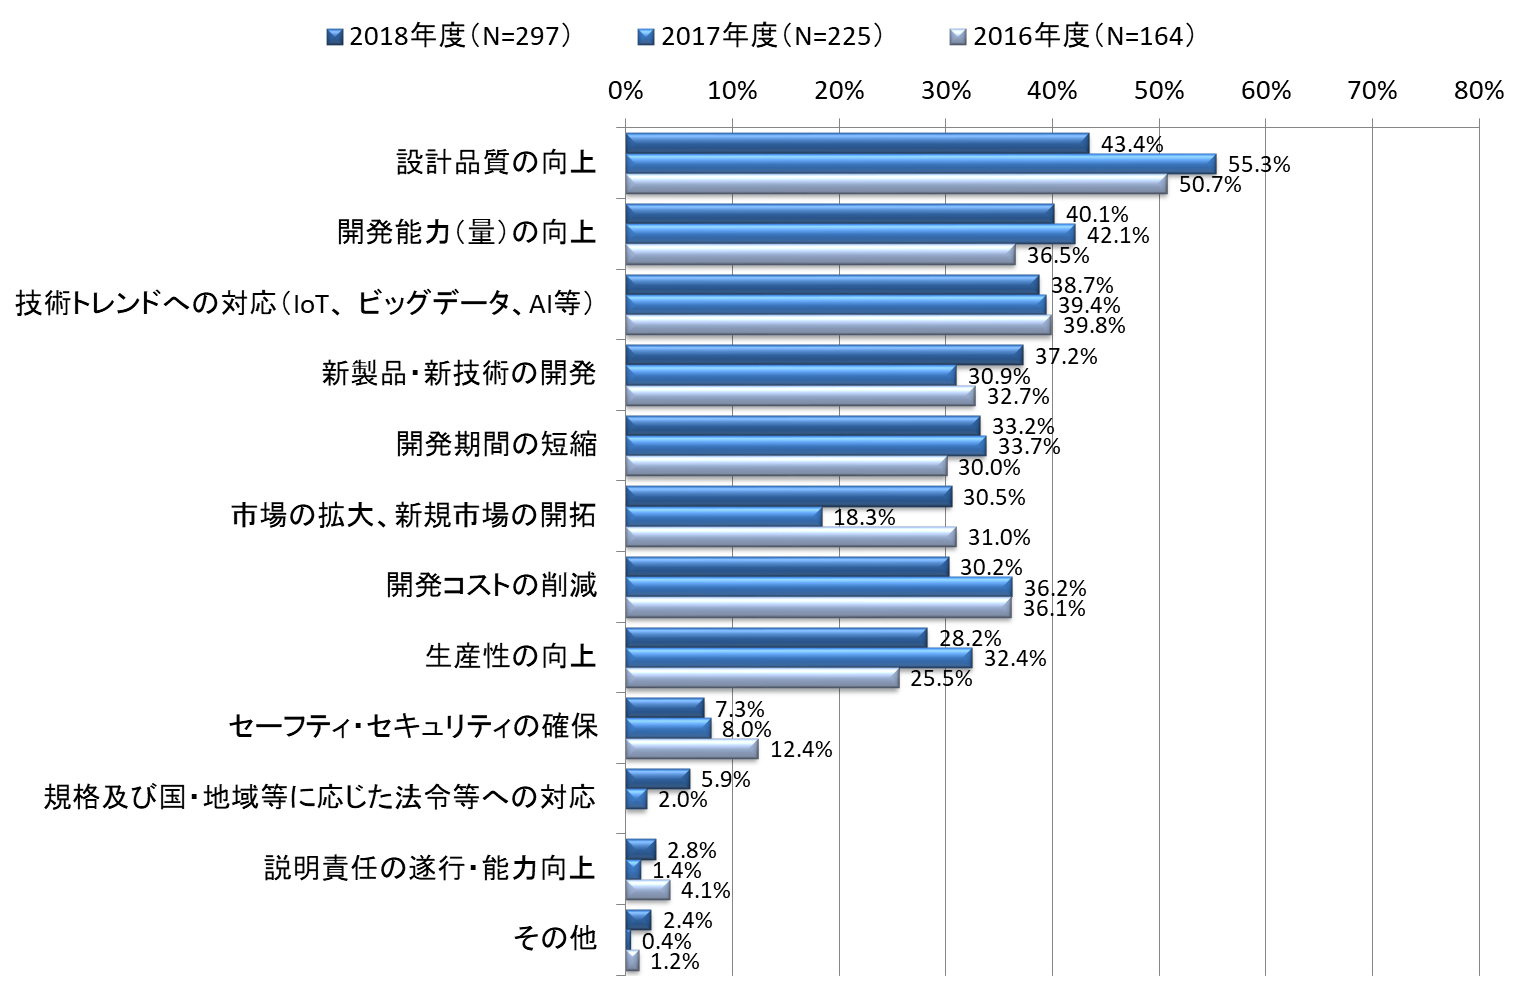 2018年度（N=297） 2017年度（N=225） 2016年度（N=164）
0% 10% 20% 30% 40% 50% 60% 70% 80%
設計品質の向上 43.4% 55.3% 50.7%
開発能力（量）の向上 40.1% 42.1% 36.5%
技術トレンドへの対応（IoT、ビッグデータ、AI等） 38.7% 39.4% 39.8%
新製品・新技術の開発 37.2% 30.9% 32.7%
開発期間の短縮 33.2% 33.7% 30.0%
市場の拡大、新規市場の開拓 30.5% 18.3% 31.0%
開発コストの削減 30.2% 36.2% 36.1%
生産性の向上 28.2% 32.4% 25.5%
セーフティ・セキュリティの確保 7.3% 8.0% 12.4%
規格及び国・地域等に応じた法令等への対応 5.9% 2.0%
説明責任の遂行・能力向上 2.8% 1.4% 4.1%
その他 2.4% 0.4% 1.2%